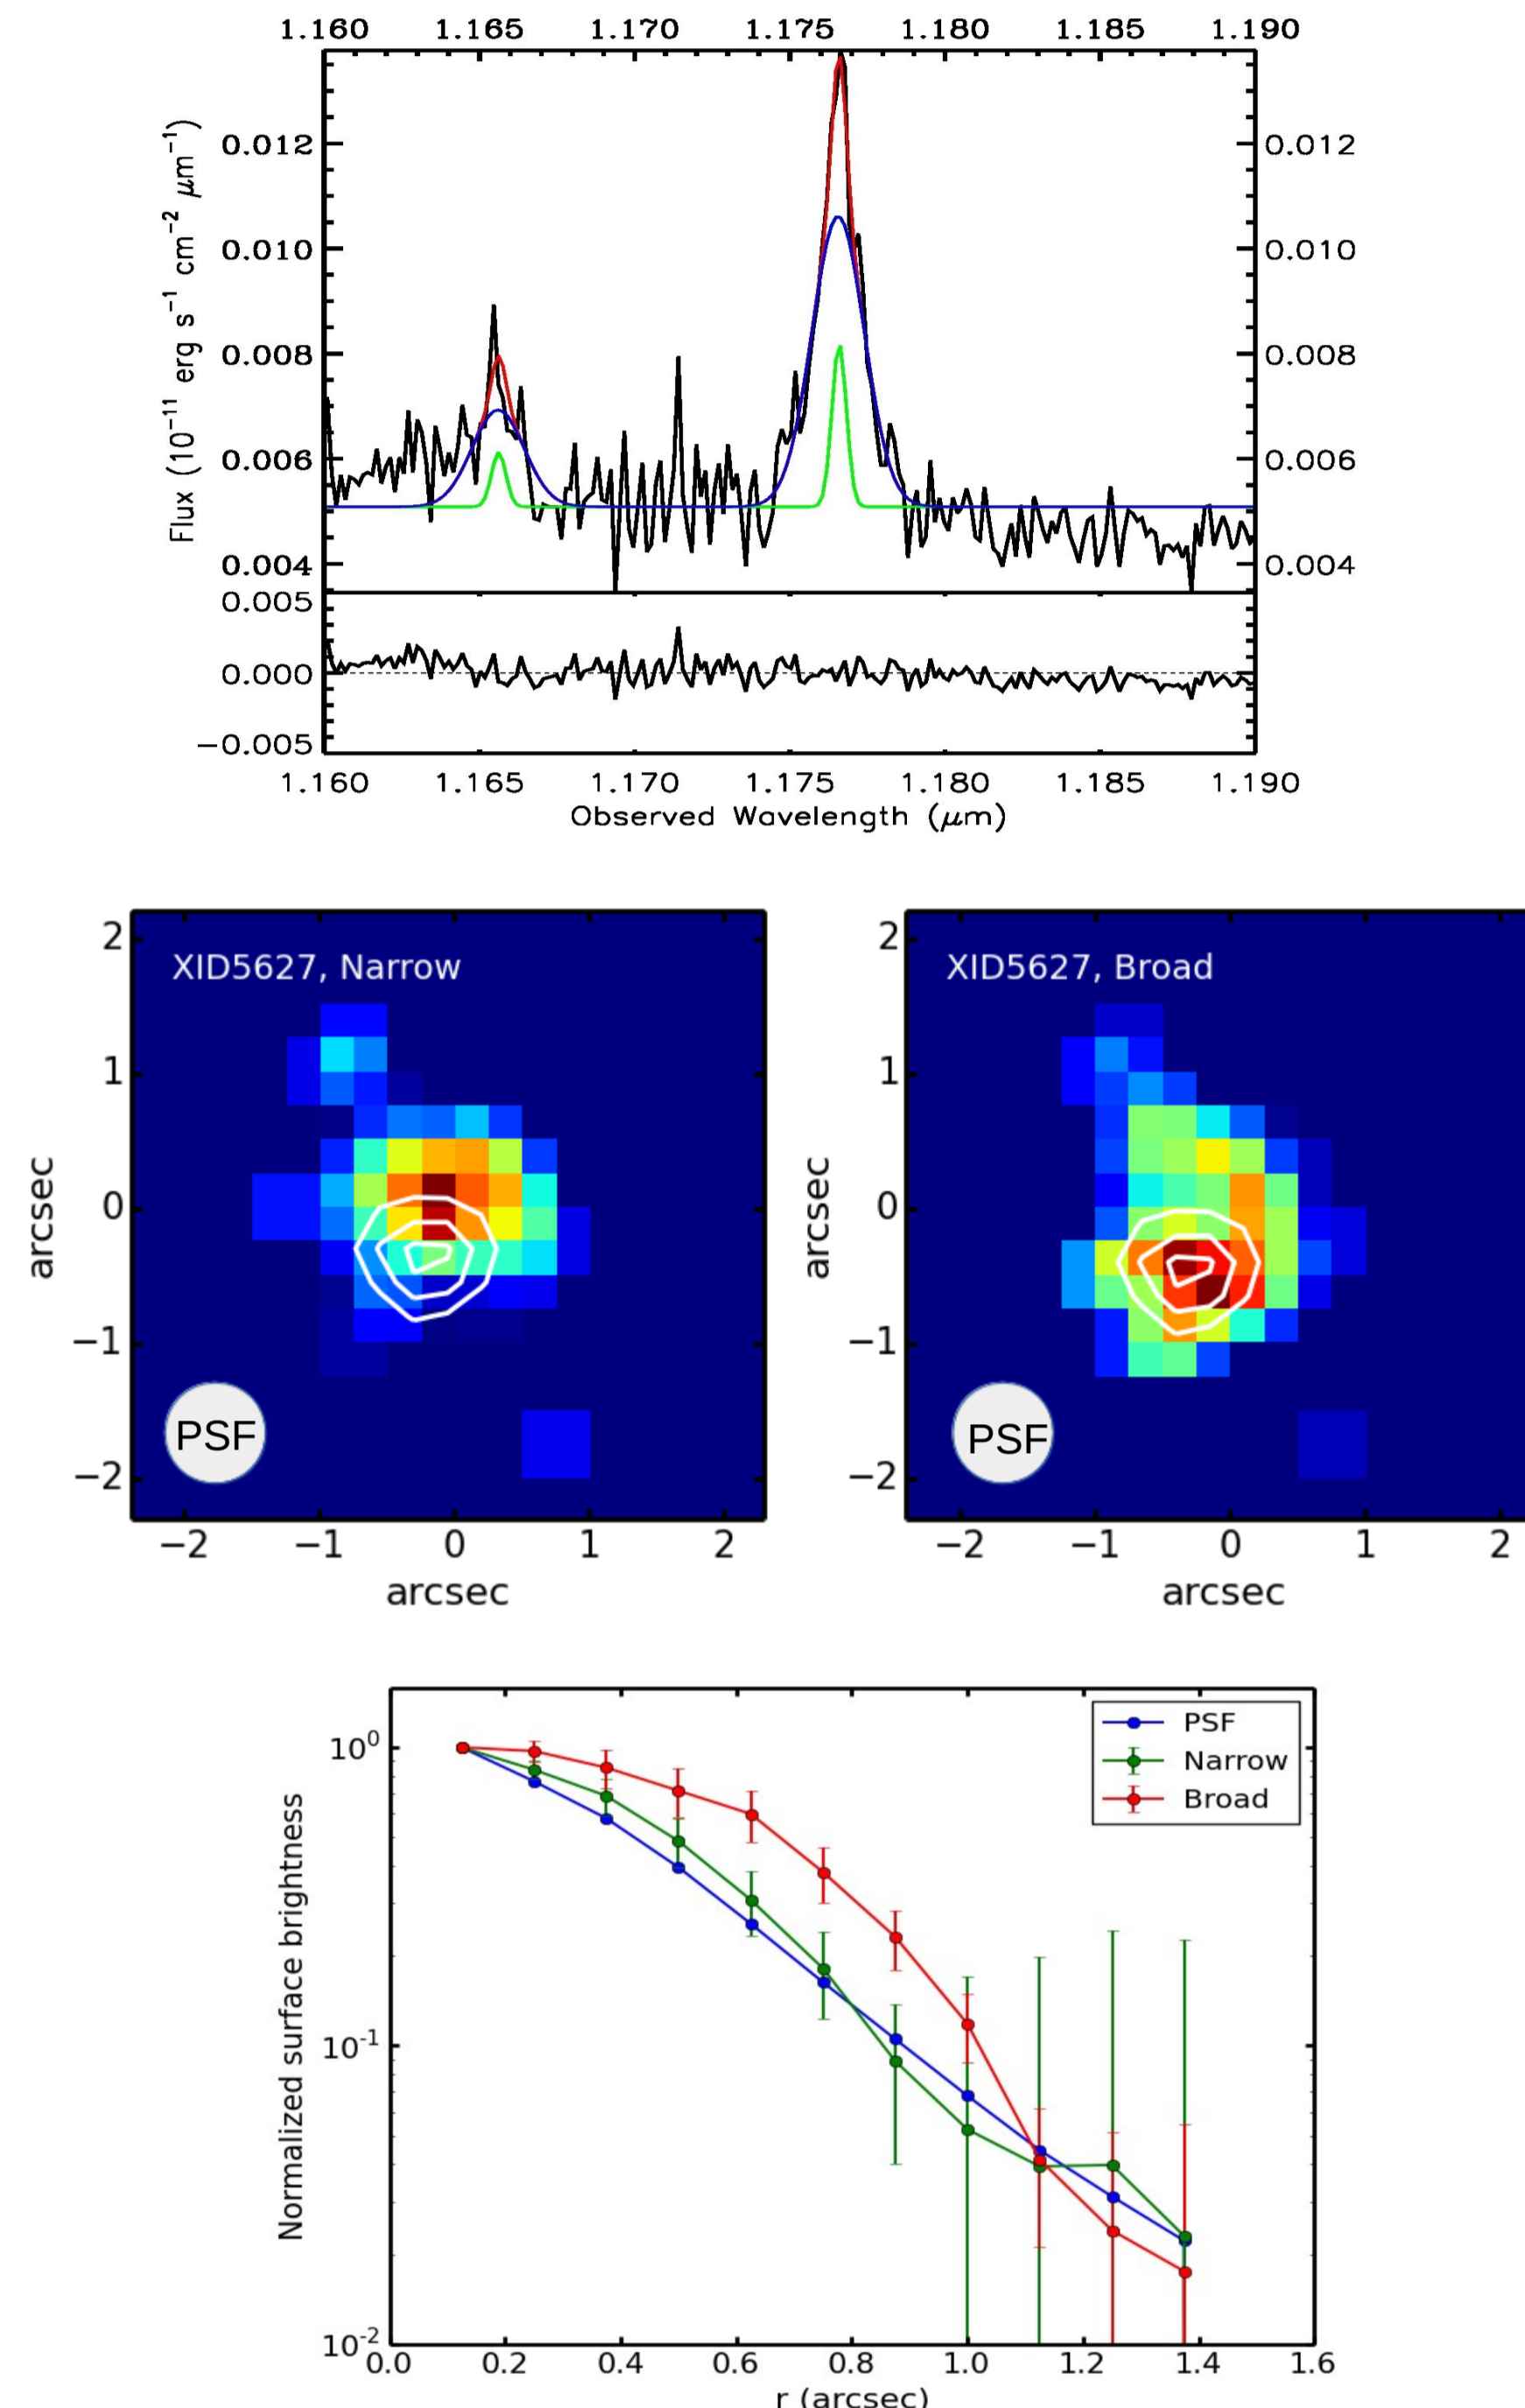 1.160 1.165 1.170 1.175 1.180 1.185 1.190
0.012 0.012
0.010 0.010
0.008 0.008
0.006 0.006
0.004 0.004
Flux (10⁻¹¹ erg s⁻¹ cm⁻² μm⁻¹)
0.005
0.000
−0.005
1.160 1.165 1.170 1.175 1.180 1.185 1.190
Observed Wavelength (μm)
XID5627, Narrow
2
1
0
−1
−2
arcsec
PSF
−2 −1 0 1 2
arcsec
XID5627, Broad
2
1
0
−1
−2
arcsec
PSF
−2 −1 0 1 2
arcsec
PSF
Narrow
Broad
10⁰
10⁻¹
10⁻²
Normalized surface brightness
0.0 0.2 0.4 0.6 0.8 1.0 1.2 1.4 1.6
r (arcsec)